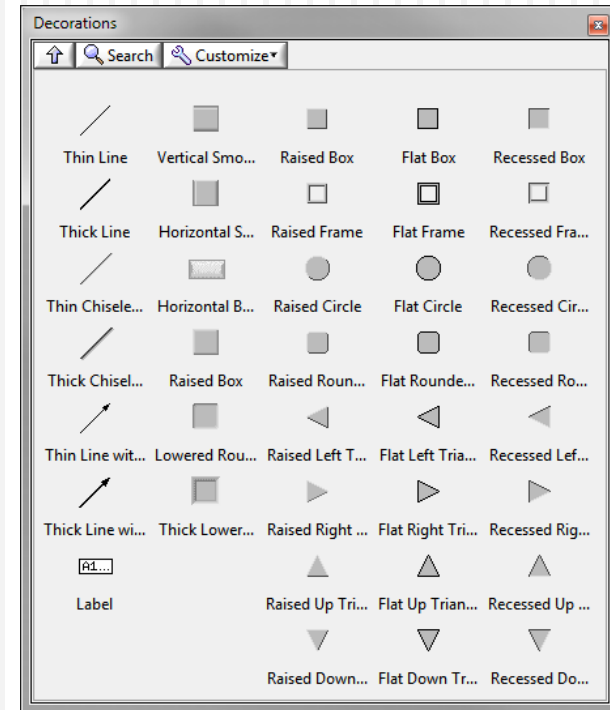 Decorations
Search Customize
Thin Line Vertical Smo... Raised Box Flat Box Recessed Box
Thick Line Horizontal S... Raised Frame Flat Frame Recessed Fra...
Thin Chisele... Horizontal B... Raised Circle Flat Circle Recessed Cir...
Thick Chisel... Raised Box Raised Roun... Flat Rounde... Recessed Ro...
Thin Line wit... Lowered Rou... Raised Left T... Flat Left Tria... Recessed Lef...
Thick Line wi... Thick Lower... Raised Right ... Flat Right Tri... Recessed Rig...
A1...
Label Raised Up Tri... Flat Up Trian... Recessed Up ...
Raised Down... Flat Down Tr... Recessed Do...